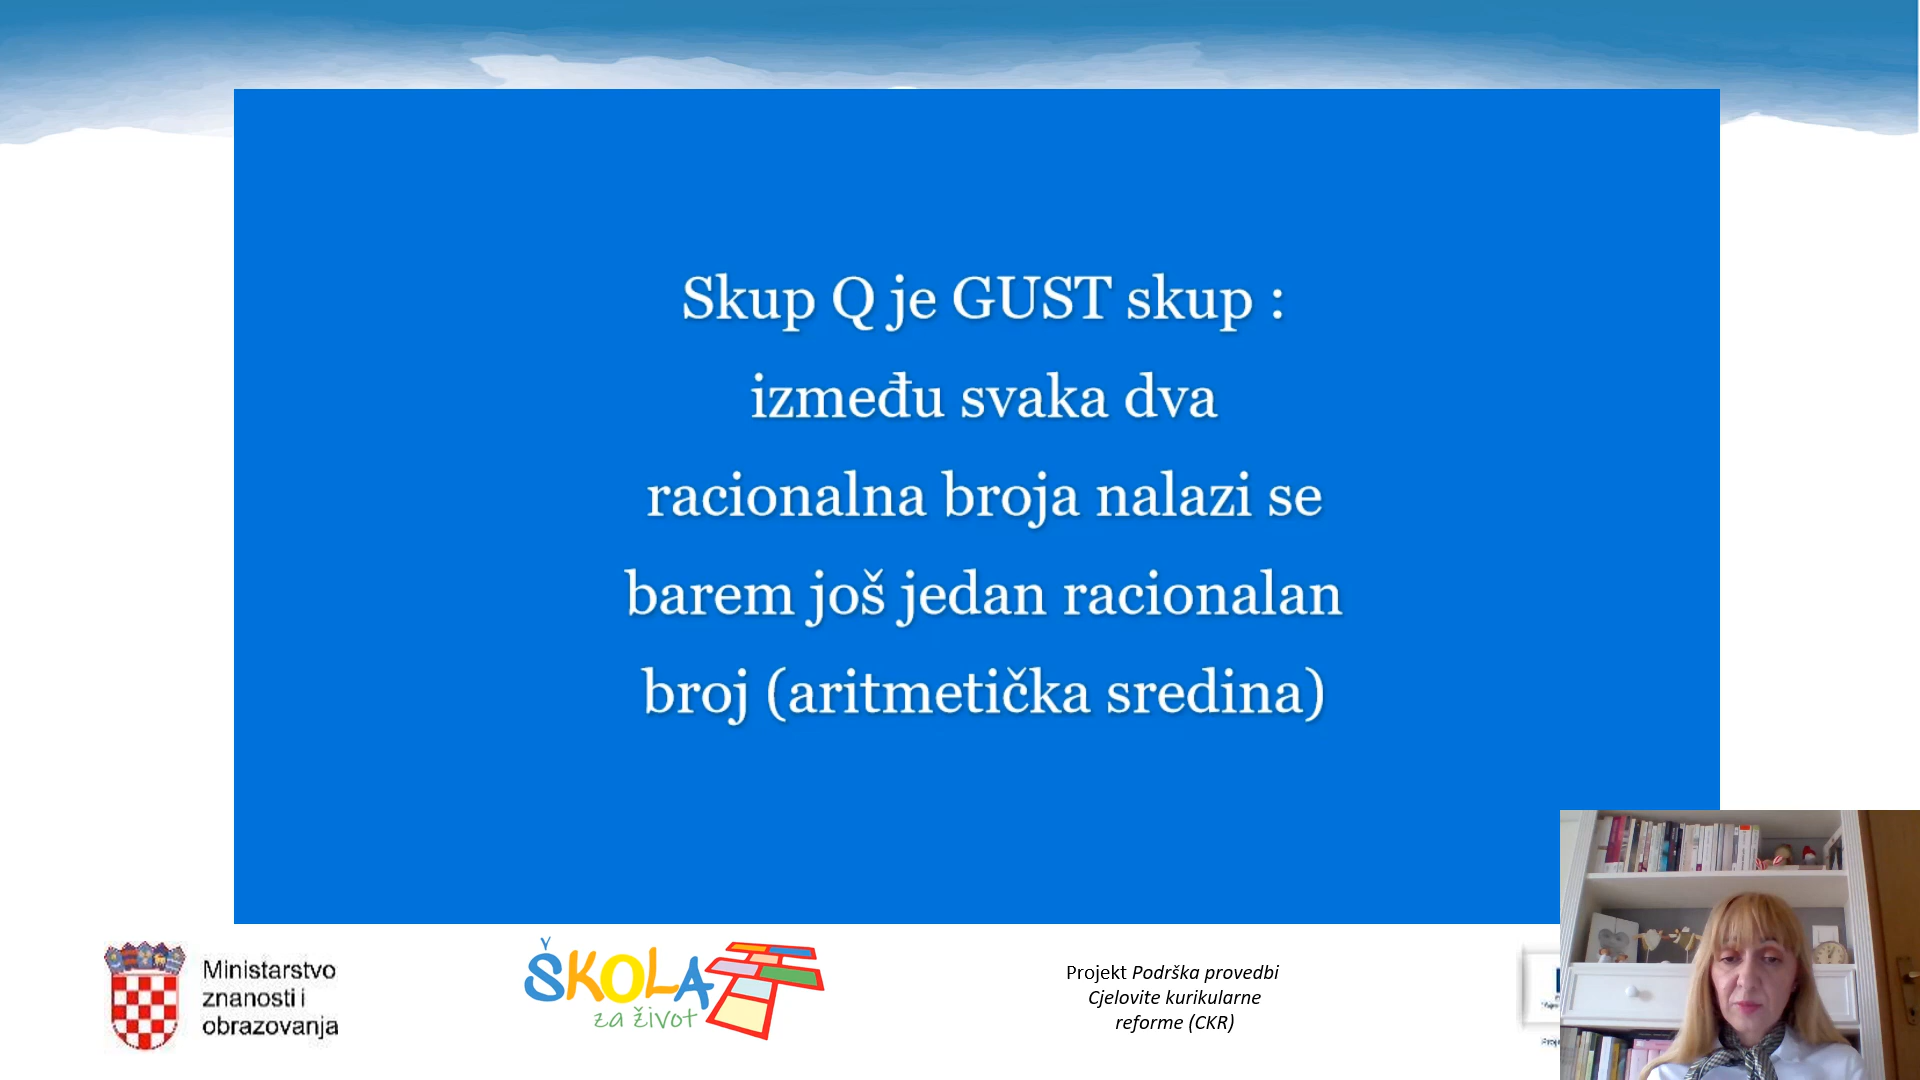 Skup Q je GUST skup :
između svaka dva
racionalna broja nalazi se
barem još jedan racionalan
broj (aritmetička sredina)
Ministarstvo
znanosti i
obrazovanja
ŠKOLA
za život
Projekt Podrška provedbi
Cjelovite kurikularne
reforme (CKR)